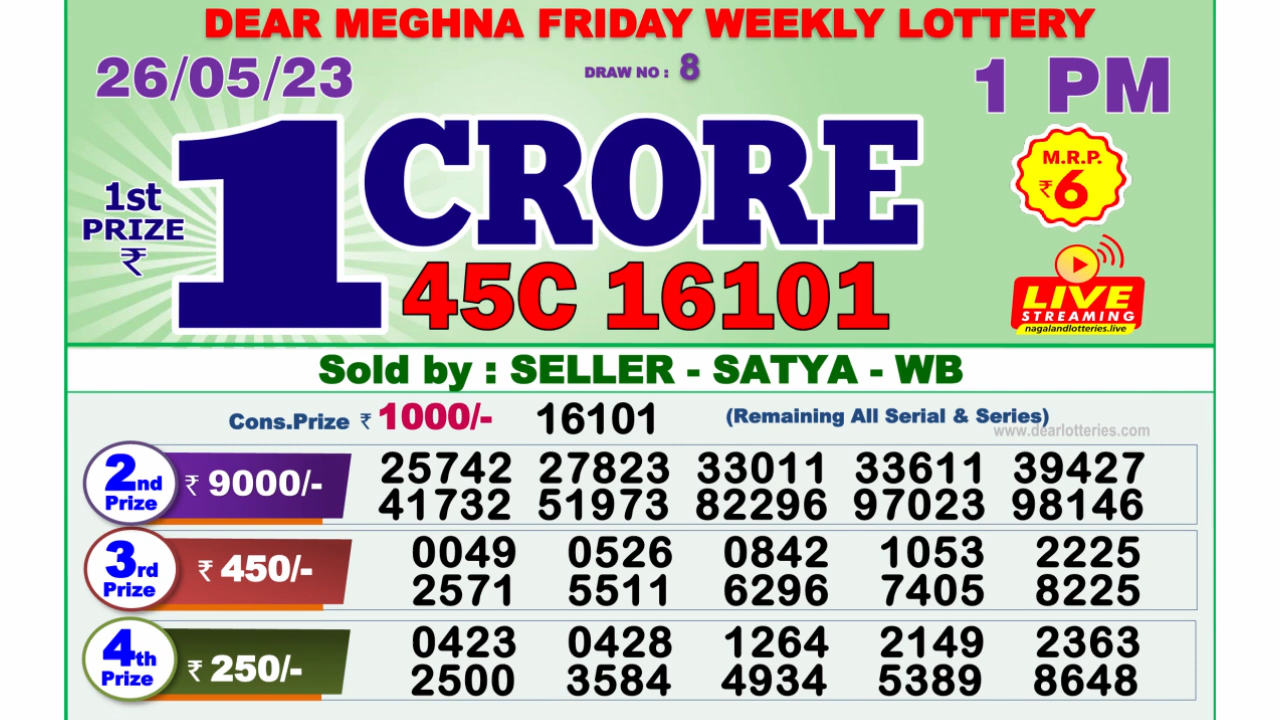 DEAR MEGHNA FRIDAY WEEKLY LOTTERY
26/05/23 DRAW NO : 8 1 PM
1st PRIZE ₹ 1 CRORE
M.R.P. ₹6
45C 16101
LIVE
STREAMING
nagalandlotteries.live
Sold by : SELLER - SATYA - WB
Cons.Prize ₹ 1000/- 16101 (Remaining All Serial & Series)
www.dearlotteries.com
2nd Prize ₹ 9000/-
25742 27823 33011 33611 39427
41732 51973 82296 97023 98146
3rd Prize ₹ 450/-
0049 0526 0842 1053 2225
2571 5511 6296 7405 8225
4th Prize ₹ 250/-
0423 0428 1264 2149 2363
2500 3584 4934 5389 8648